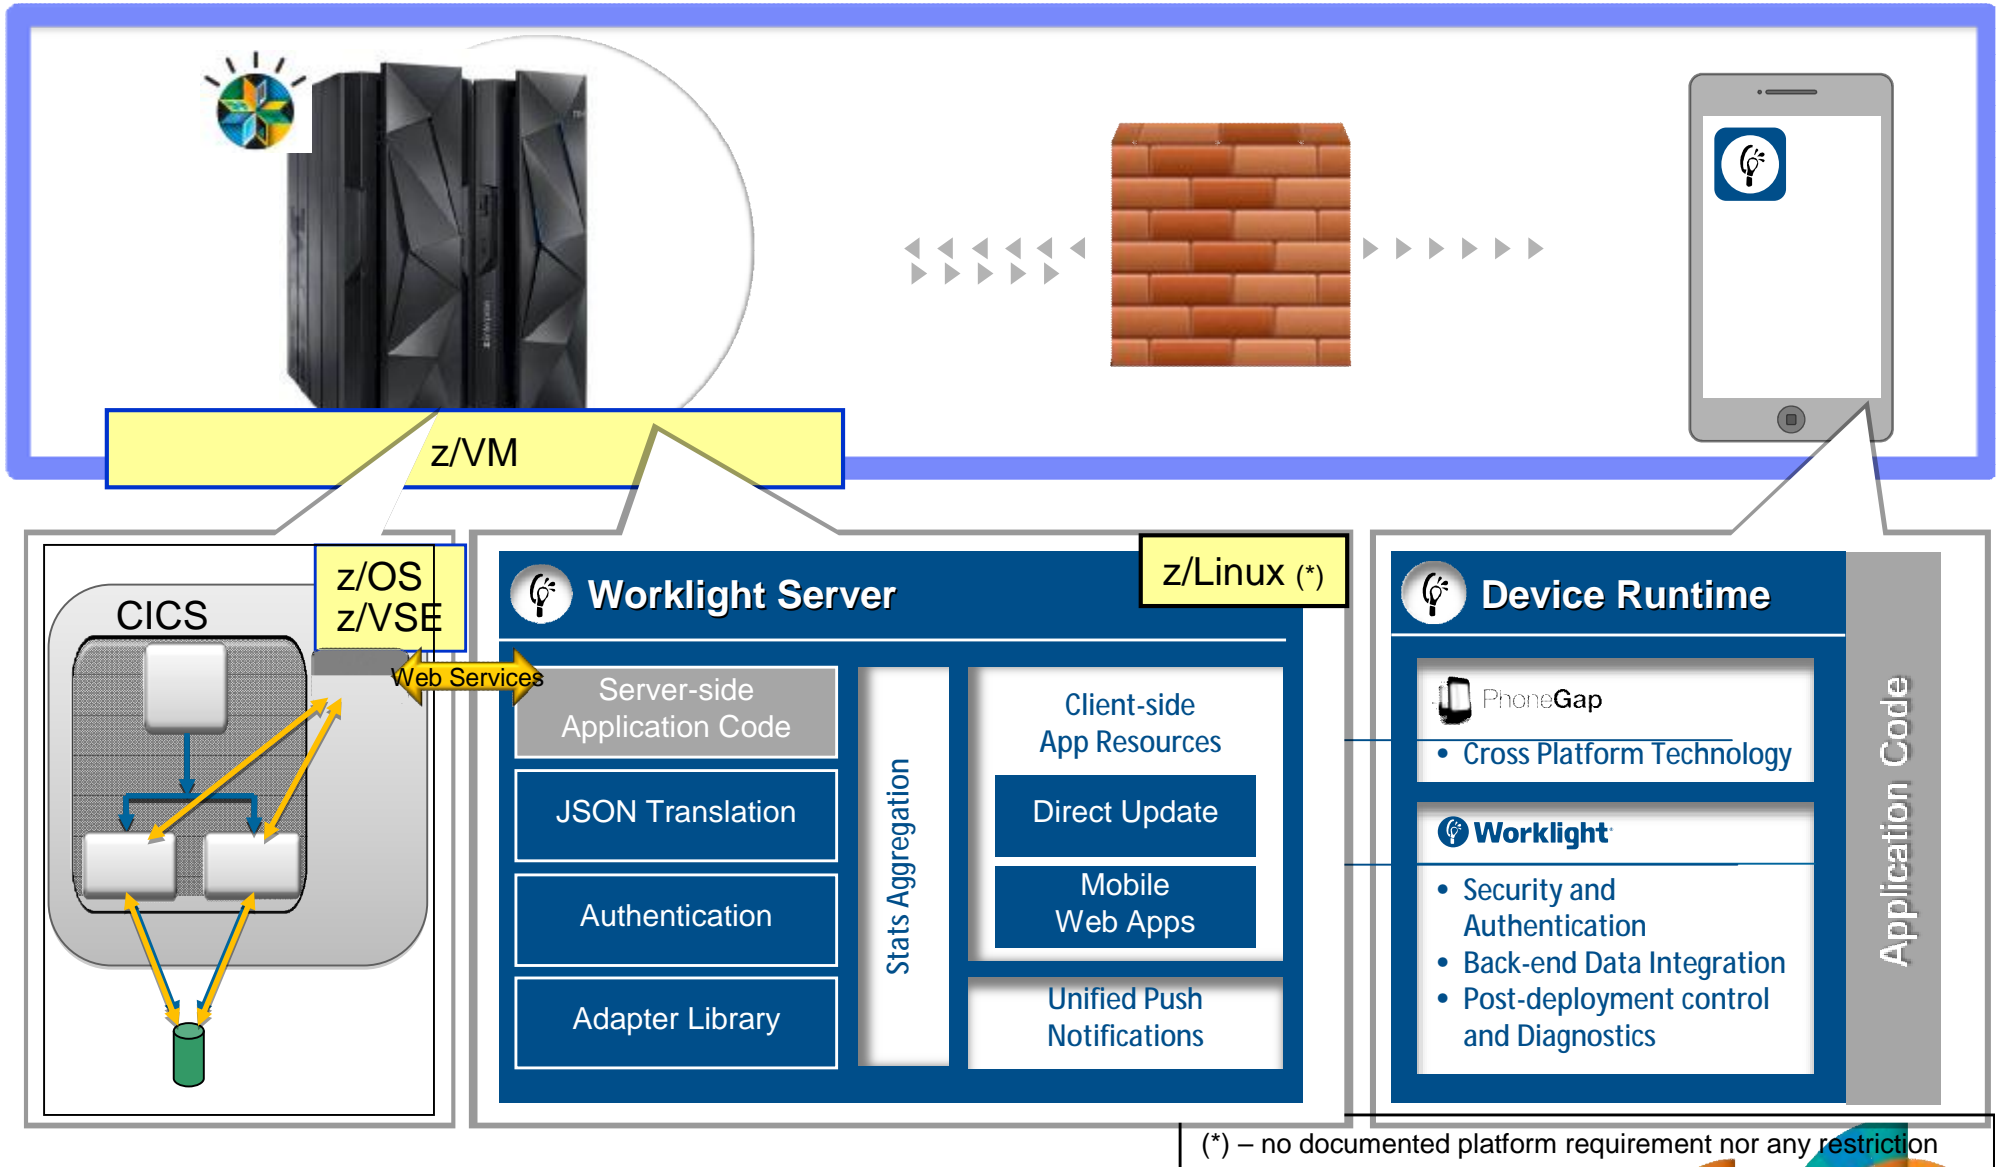 z/VM
z/OS
z/VSE
CICS
Web Services
Worklight Server
z/Linux (*)
Server-side
Application Code
JSON Translation
Authentication
Adapter Library
Stats Aggregation
Client-side
App Resources
Direct Update
Mobile
Web Apps
Unified Push
Notifications
Device Runtime
PhoneGap
• Cross Platform Technology
Worklight
• Security and
Authentication
• Back-end Data Integration
• Post-deployment control
and Diagnostics
Application Code
(*) – no documented platform requirement nor any restriction